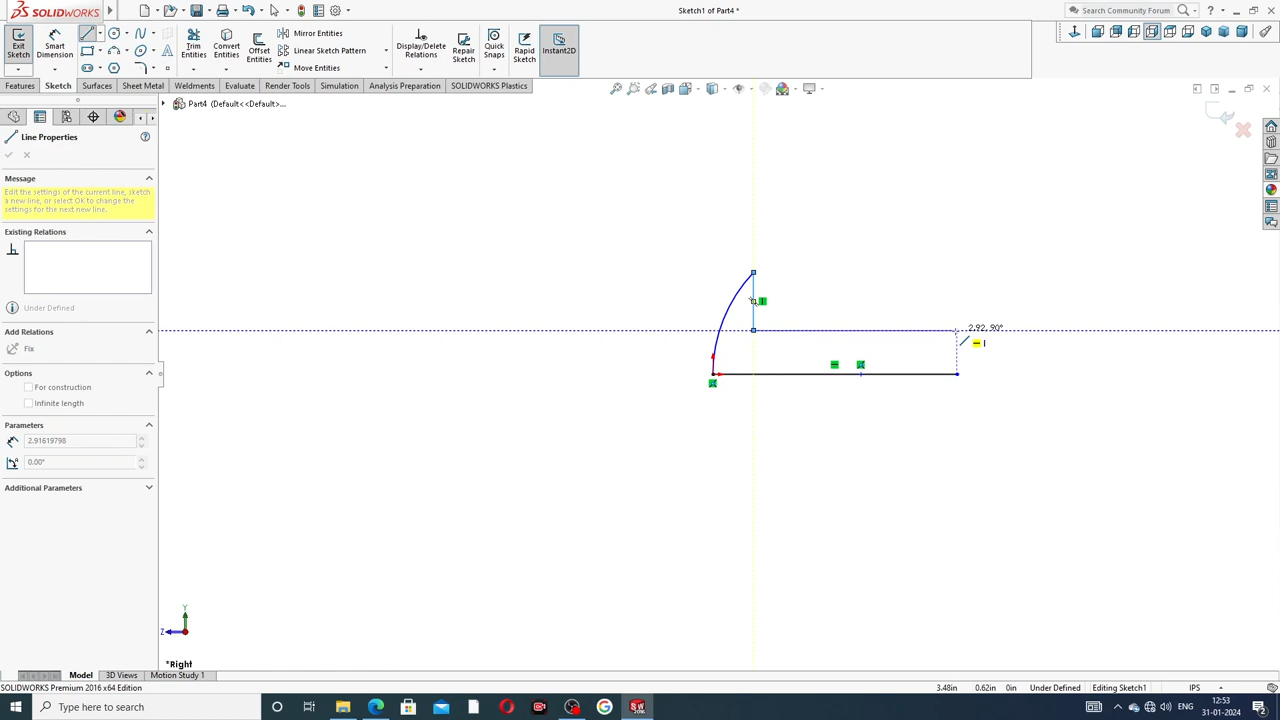 SOLIDWORKS
Sketch1 of Part4 *
Search Community Forum
Exit Sketch
Smart Dimension
Trim Entities
Convert Entities
Offset Entities
Mirror Entities
Linear Sketch Pattern
Move Entities
Display/Delete Relations
Repair Sketch
Quick Snaps
Rapid Sketch
Instant2D
Features
Sketch
Surfaces
Sheet Metal
Weldments
Evaluate
Render Tools
Simulation
Analysis Preparation
SOLIDWORKS Plastics
Part4 (Default<<Default>...
Line Properties
Message
Edit the settings of the current line, sketch
a new line, or select OK to change the
settings for the next new line.
Existing Relations
Under Defined
Add Relations
Fix
Options
For construction
Infinite length
Parameters
2.91619798
0.00°
Additional Parameters
2.92, 90°
Y
Z
*Right
Model
3D Views
Motion Study 1
SOLIDWORKS Premium 2016 x64 Edition
3.48in
0.62in
0in
Under Defined
Editing Sketch1
IPS
Type here to search
ENG
12:53
31-01-2024